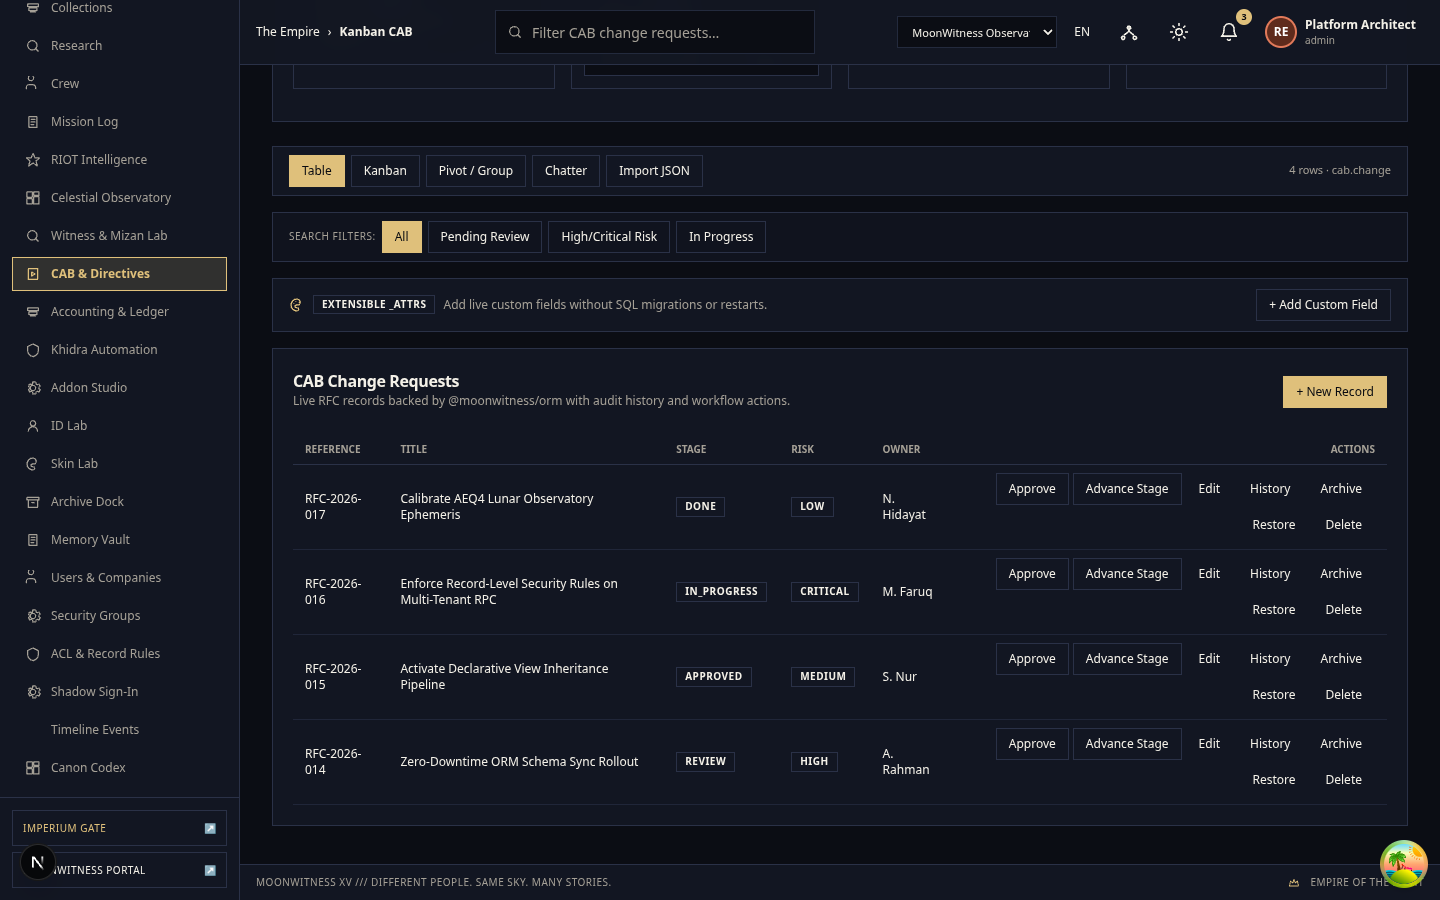 Collections
Research
Crew
Mission Log
RIOT Intelligence
Celestial Observatory
Witness & Mizan Lab
CAB & Directives
Accounting & Ledger
Khidra Automation
Addon Studio
ID Lab
Skin Lab
Archive Dock
Memory Vault
Users & Companies
Security Groups
ACL & Record Rules
Shadow Sign-In
Timeline Events
Canon Codex
IMPERIUM GATE
N
NWITNESS PORTAL
The Empire › Kanban CAB
Filter CAB change requests...
MoonWitness Observa
EN
3
RE
Platform Architect
admin
Table Kanban Pivot / Group Chatter Import JSON
4 rows · cab.change
SEARCH FILTERS: All Pending Review High/Critical Risk In Progress
EXTENSIBLE _ATTRS Add live custom fields without SQL migrations or restarts.
+ Add Custom Field
CAB Change Requests
Live RFC records backed by @moonwitness/orm with audit history and workflow actions.
+ New Record
REFERENCE TITLE STAGE RISK OWNER ACTIONS
RFC-2026-
017
Calibrate AEQ4 Lunar Observatory
Ephemeris
DONE
LOW
N.
Hidayat
Approve Advance Stage Edit History Archive
Restore Delete
RFC-2026-
016
Enforce Record-Level Security Rules on
Multi-Tenant RPC
IN_PROGRESS
CRITICAL
M. Faruq
Approve Advance Stage Edit History Archive
Restore Delete
RFC-2026-
015
Activate Declarative View Inheritance
Pipeline
APPROVED
MEDIUM
S. Nur
Approve Advance Stage Edit History Archive
Restore Delete
RFC-2026-
014
Zero-Downtime ORM Schema Sync Rollout
REVIEW
HIGH
A.
Rahman
Approve Advance Stage Edit History Archive
Restore Delete
MOONWITNESS XV /// DIFFERENT PEOPLE. SAME SKY. MANY STORIES.
EMPIRE OF THE